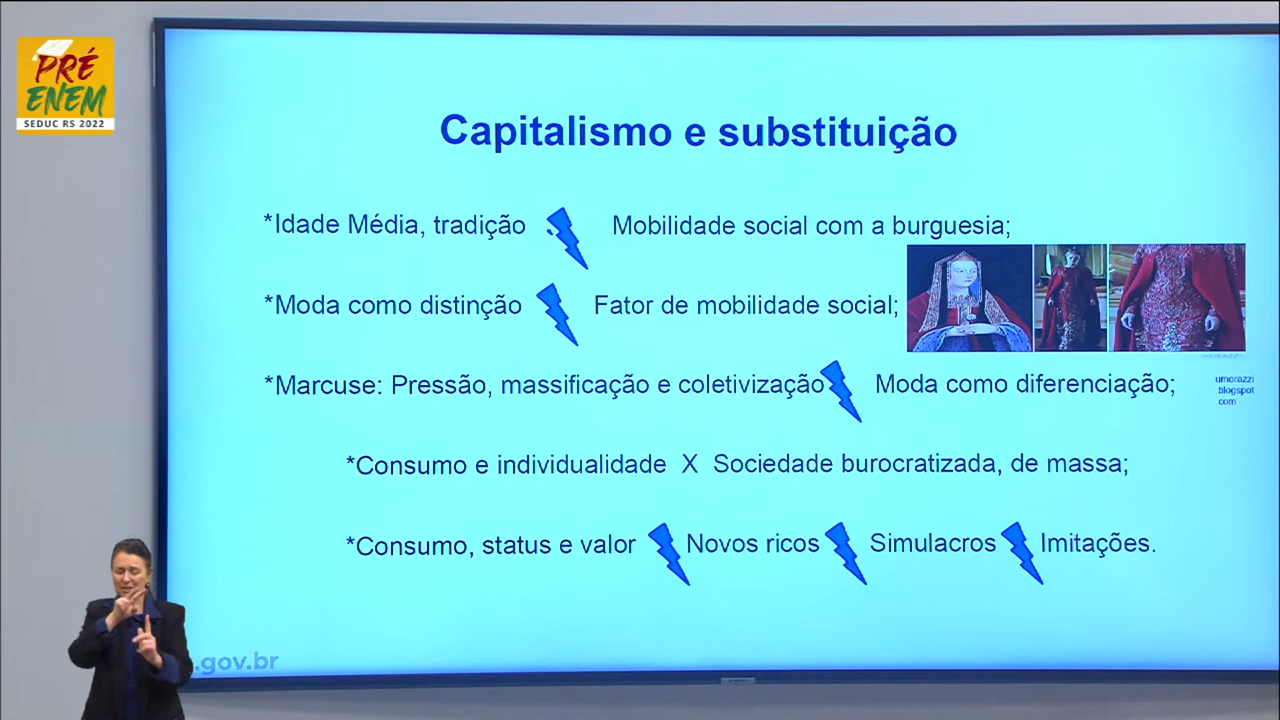 PRÉ
ENEM
SEDUC RS 2022
Capitalismo e substituição
*Idade Média, tradição Mobilidade social com a burguesia;
*Moda como distinção Fator de mobilidade social;
*Marcuse: Pressão, massificação e coletivização Moda como diferenciação;
umorazzi
blogspot
com
*Consumo e individualidade X Sociedade burocratizada, de massa;
*Consumo, status e valor Novos ricos Simulacros Imitações.
.gov.br